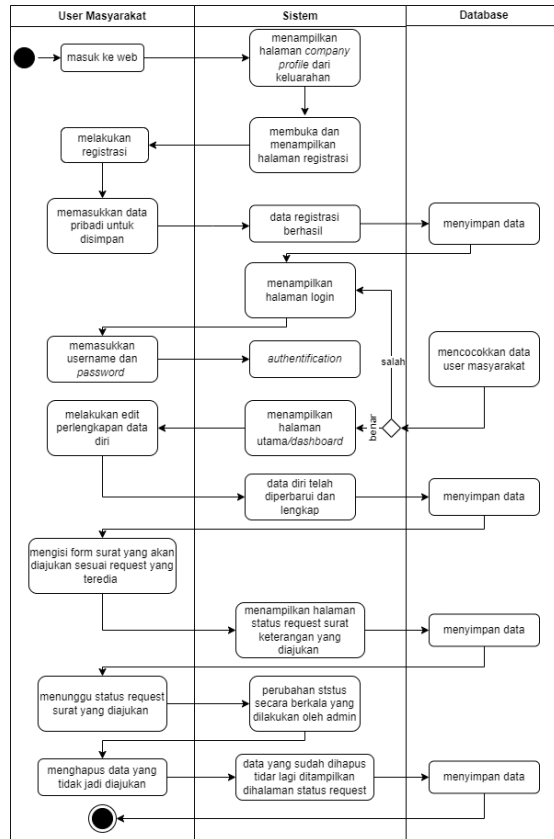 User Masyarakat
Sistem
Database
masuk ke web
menampilkan
halaman company
profile dari
keluarahan
melakukan
registrasi
membuka dan
menampilkan
halaman registrasi
memasukkan data
pribadi untuk
disimpan
data registrasi
berhasil
menyimpan data
menampilkan
halaman login
memasukkan
username dan
password
authentification
salah
mencocokkan data
user masyarakat
melakukan edit
perlengkapan data
diri
menampilkan
halaman
utama/dashboard
benar
data diri telah
diperbarui dan
lengkap
menyimpan data
mengisi form surat yang akan
diajukan sesuai request yang
teredia
menampilkan halaman
status request surat
keterangan yang
diajukan
menyimpan data
menunggu status request
surat yang diajukan
perubahan ststus
secara berkala yang
dilakukan oleh admin
menghapus data yang
tidak jadi diajukan
data yang sudah dihapus
tidar lagi ditampilkan
dihalaman status request
menyimpan data